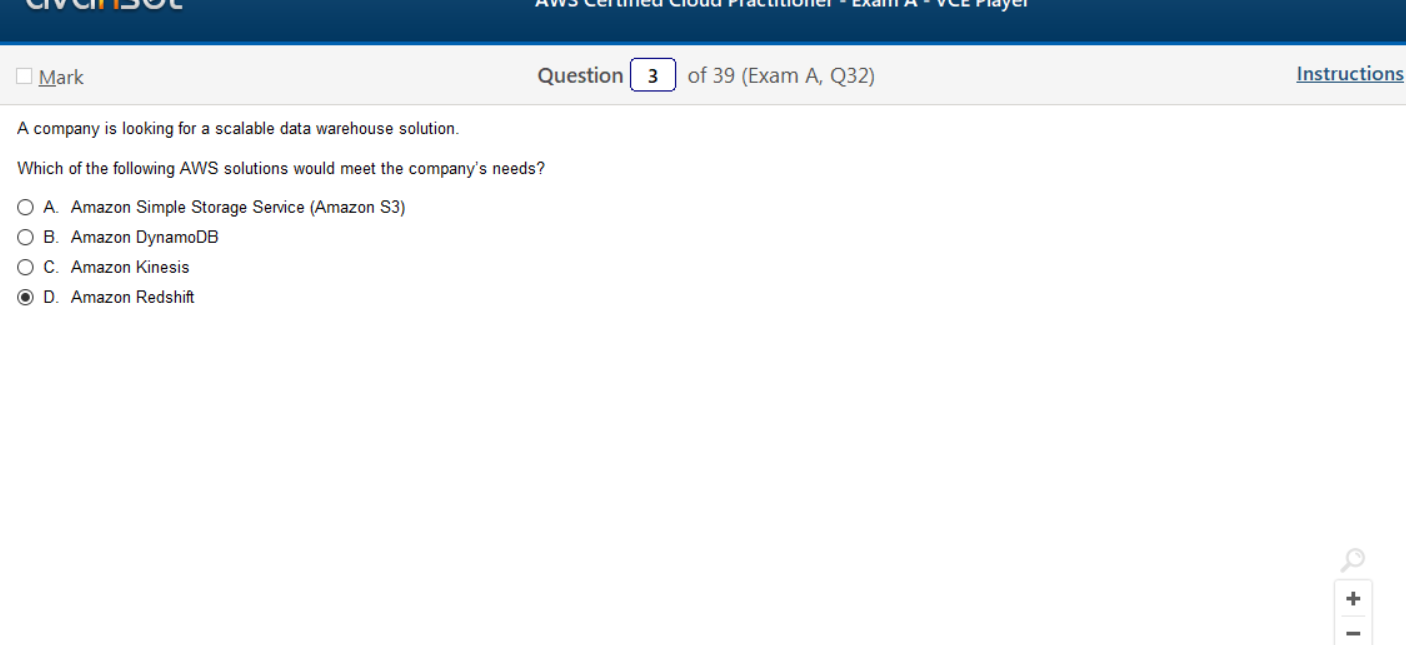 avanset
AWS Certified Cloud Practitioner - Exam A - VCE Player
Mark
Question 3 of 39 (Exam A, Q32)
Instructions
A company is looking for a scalable data warehouse solution.
Which of the following AWS solutions would meet the company's needs?
A. Amazon Simple Storage Service (Amazon S3)
B. Amazon DynamoDB
C. Amazon Kinesis
D. Amazon Redshift
+
−